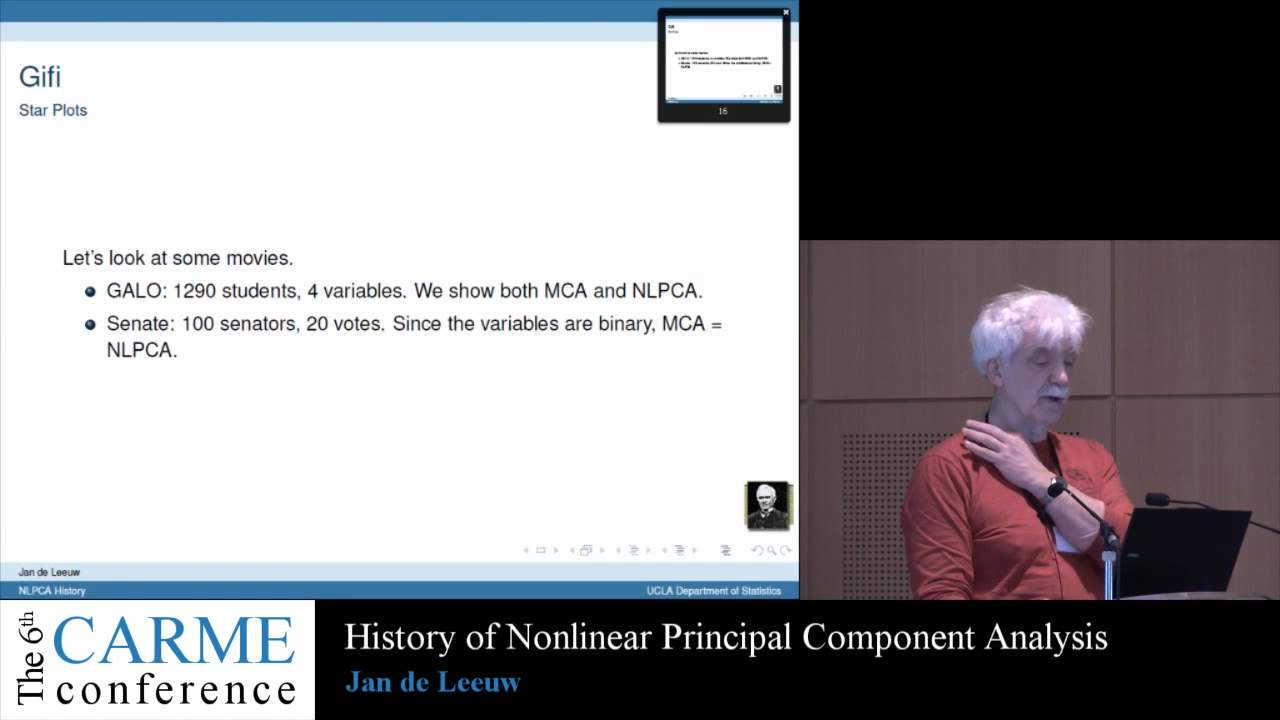 Gifi
Star Plots
16
Let's look at some movies.
GALO: 1290 students, 4 variables. We show both MCA and NLPCA.
Senate: 100 senators, 20 votes. Since the variables are binary, MCA =
NLPCA.
Jan de Leeuw
NLPCA History
UCLA Department of Statistics
The 6th
CARME
conference
History of Nonlinear Principal Component Analysis
Jan de Leeuw